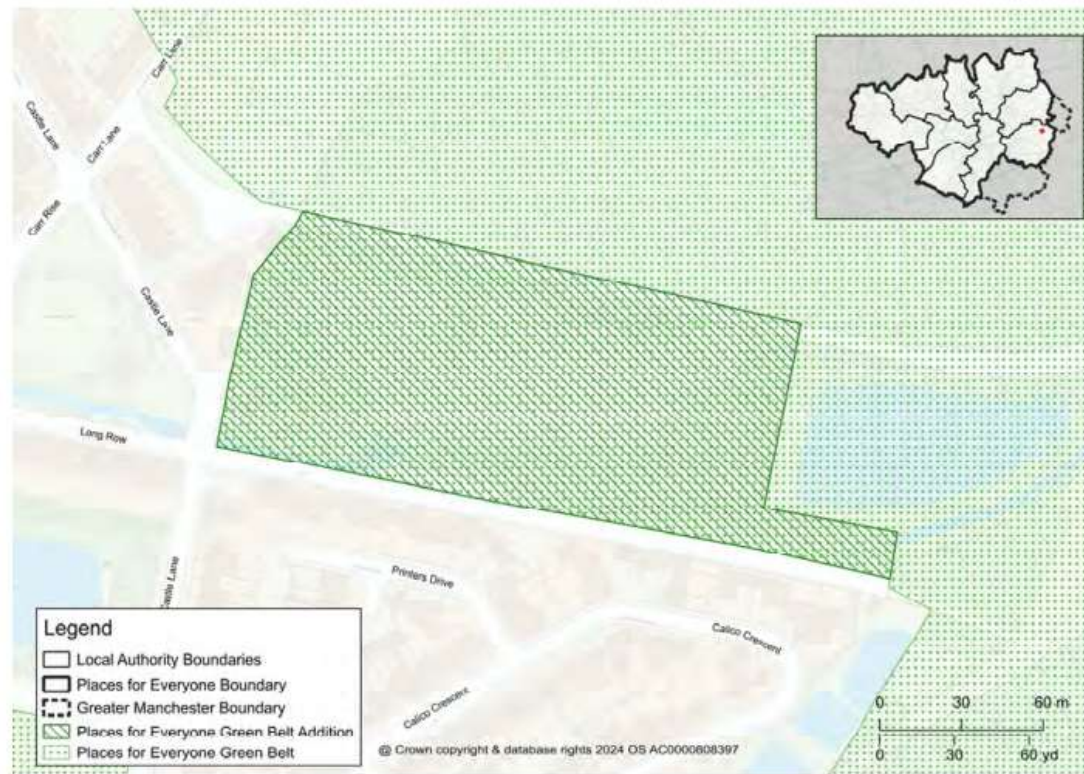 Carr Lane
Castle Lane
Carr Lane
Carr Rise
Castle Lane
Long Row
Castle Lane
Printers Drive
Calico Crescent
Calico Crescent
Legend
Local Authority Boundaries
Places for Everyone Boundary
Greater Manchester Boundary
Places for Everyone Green Belt Addition
Places for Everyone Green Belt
@ Crown copyright & database rights 2024 OS AC0000808397
0 30 60 m
0 30 60 yd